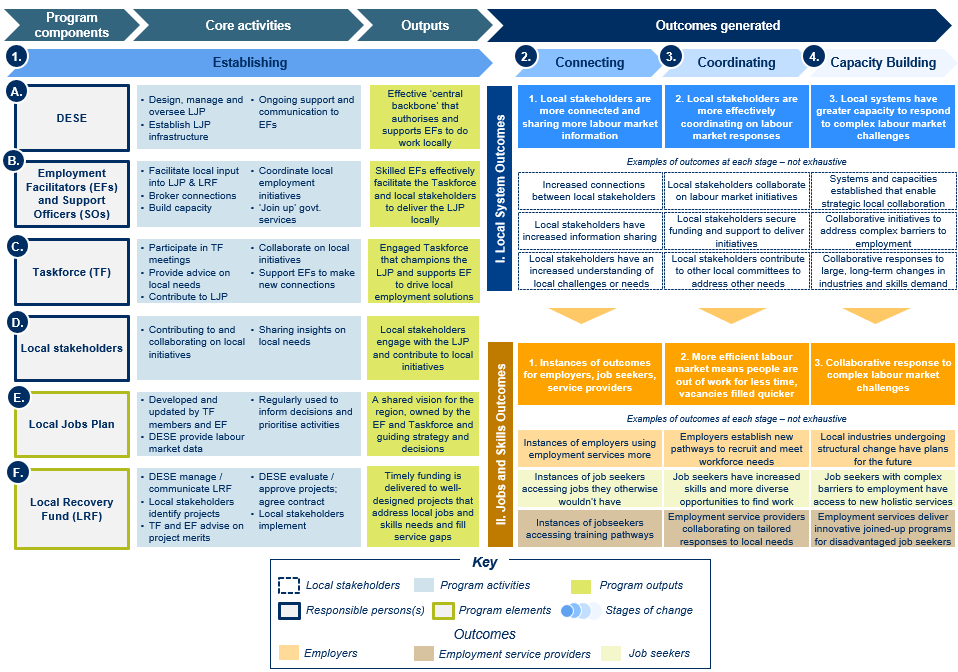 Program
components
Core activities
Outputs
Outcomes generated
1.
Establishing
2.
Connecting
3.
Coordinating
4.
Capacity Building
A.
DESE
• Design, manage and
oversee LJP
• Establish LJP
infrastructure
• Ongoing support and
communication to
EFs
Effective 'central
backbone' that
authorises and
supports EFs to do
work locally
B.
Employment
Facilitators (EFs)
and Support
Officers (SOs)
• Facilitate local input
into LJP & LRF
• Broker connections
• Build capacity
• Coordinate local
employment
initiatives
• 'Join up' govt.
services
Skilled EFs effectively
facilitate the Taskforce
and local stakeholders
to deliver the LJP
locally
C.
Taskforce (TF)
• Participate in TF
meetings
• Provide advice on
local needs
• Contribute to LJP
• Collaborate on local
initiatives
• Support EFs to make
new connections
Engaged Taskforce
that champions the
LJP and supports EF
to drive local
employment solutions
D.
Local stakeholders
• Contributing to and
collaborating on local
initiatives
• Sharing insights on
local needs
Local stakeholders
engage with the LJP
and contribute to local
initiatives
E.
Local Jobs Plan
• Developed and
updated by TF
members and EF
• DESE provide labour
market data
• Regularly used to
inform decisions and
prioritise activities
A shared vision for the
region, owned by the
EF and Taskforce and
guiding strategy and
decisions
F.
Local Recovery
Fund (LRF)
• DESE manage /
communicate LRF
• Local stakeholders
identify projects
• TF and EF advise on
project merits
• DESE evaluate /
approve projects;
agree contract
• Local stakeholders
implement
Timely funding is
delivered to well-
designed projects that
address local jobs and
skills needs and fill
service gaps
I. Local System Outcomes
1. Local stakeholders are
more connected and
sharing more labour market
information
2. Local stakeholders are
more effectively
coordinating on labour
market responses
3. Local systems have
greater capacity to respond
to complex labour market
challenges
Examples of outcomes at each stage – not exhaustive
Increased connections
between local stakeholders
Local stakeholders collaborate
on labour market initiatives
Systems and capacities
established that enable
strategic local collaboration
Local stakeholders have
increased information sharing
Local stakeholders secure
funding and support to deliver
initiatives
Collaborative initiatives to
address complex barriers to
employment
Local stakeholders have an
increased understanding of
local challenges or needs
Local stakeholders contribute
to other local committees to
address other needs
Collaborative responses to
large, long-term changes in
industries and skills demand
II. Jobs and Skills Outcomes
1. Instances of outcomes
for employers, job seekers,
service providers
2. More efficient labour
market means people are
out of work for less time,
vacancies filled quicker
3. Collaborative response to
complex labour market
challenges
Examples of outcomes at each stage – not exhaustive
Instances of employers using
employment services more
Employers establish new
pathways to recruit and meet
workforce needs
Local industries undergoing
structural change have plans
for the future
Instances of job seekers
accessing jobs they otherwise
wouldn't have
Job seekers have increased
skills and more diverse
opportunities to find work
Job seekers with complex
barriers to employment have
access to new holistic services
Instances of jobseekers
accessing training pathways
Employment service providers
collaborating on tailored
responses to local needs
Employment services deliver
innovative joined-up programs
for disadvantaged job seekers
Key
Local stakeholders
Program activities
Program outputs
Responsible persons(s)
Program elements
Stages of change
Outcomes
Employers
Employment service providers
Job seekers